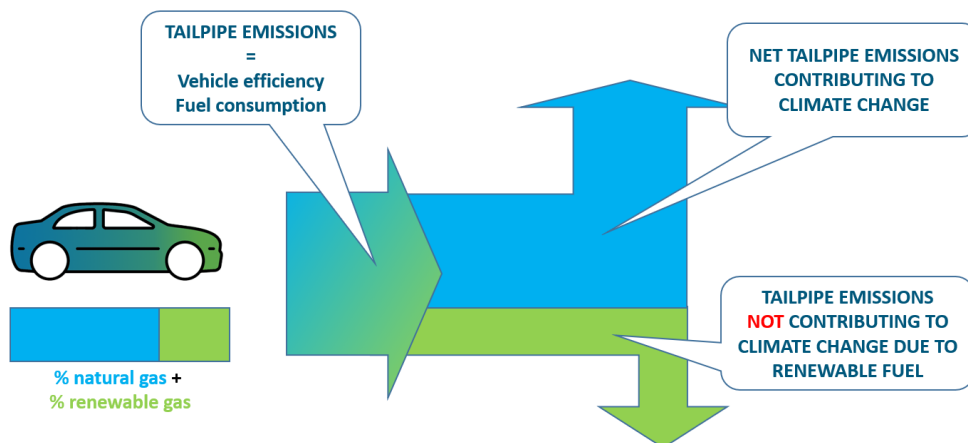 TAILPIPE EMISSIONS
=
Vehicle efficiency
Fuel consumption
NET TAILPIPE EMISSIONS
CONTRIBUTING TO
CLIMATE CHANGE
TAILPIPE EMISSIONS
NOT CONTRIBUTING TO
CLIMATE CHANGE DUE TO
RENEWABLE FUEL
% natural gas +
% renewable gas